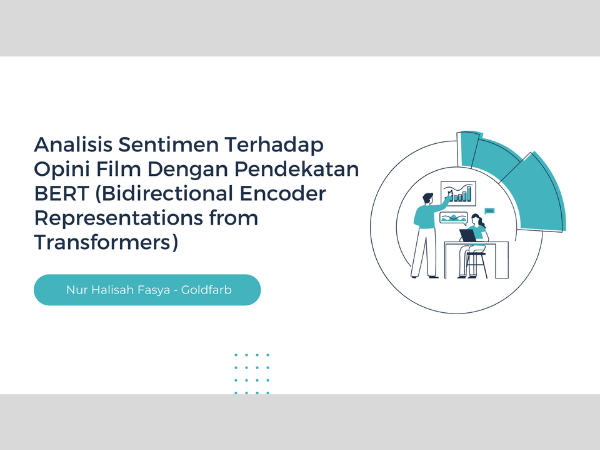 Analisis Sentimen Terhadap
Opini Film Dengan Pendekatan
BERT (Bidirectional Encoder
Representations from
Transformers)
Nur Halisah Fasya - Goldfarb